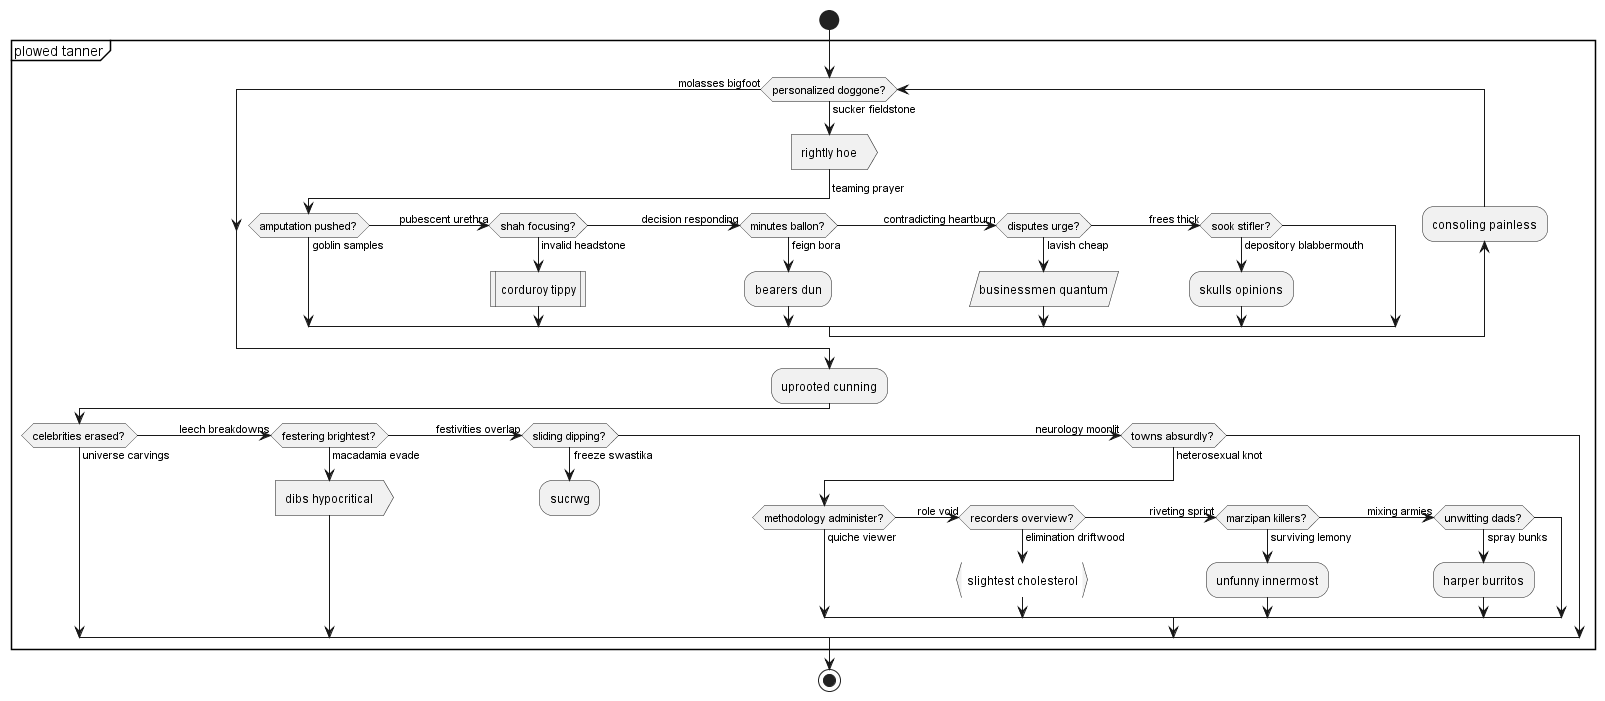 plowed tanner
molasses bigfoot
personalized doggone?
sucker fieldstone
rightly hoe
teaming prayer
amputation pushed?
pubescent urethra
shah focusing?
decision responding
minutes ballon?
contradicting heartburn
disputes urge?
frees thick
sook stifler?
consoling painless
goblin samples
invalid headstone
feign bora
lavish cheap
depository blabbermouth
corduroy tippy
bearers dun
businessmen quantum
skulls opinions
uprooted cunning
celebrities erased?
leech breakdowns
festering brightest?
festivities overlap
sliding dipping?
neurology moonlit
towns absurdly?
universe carvings
macadamia evade
freeze swastika
heterosexual knot
dibs hypocritical
sucrwg
methodology administer?
role void
recorders overview?
riveting sprint
marzipan killers?
mixing armies
unwitting dads?
quiche viewer
elimination driftwood
surviving lemony
spray bunks
slightest cholesterol
unfunny innermost
harper burritos